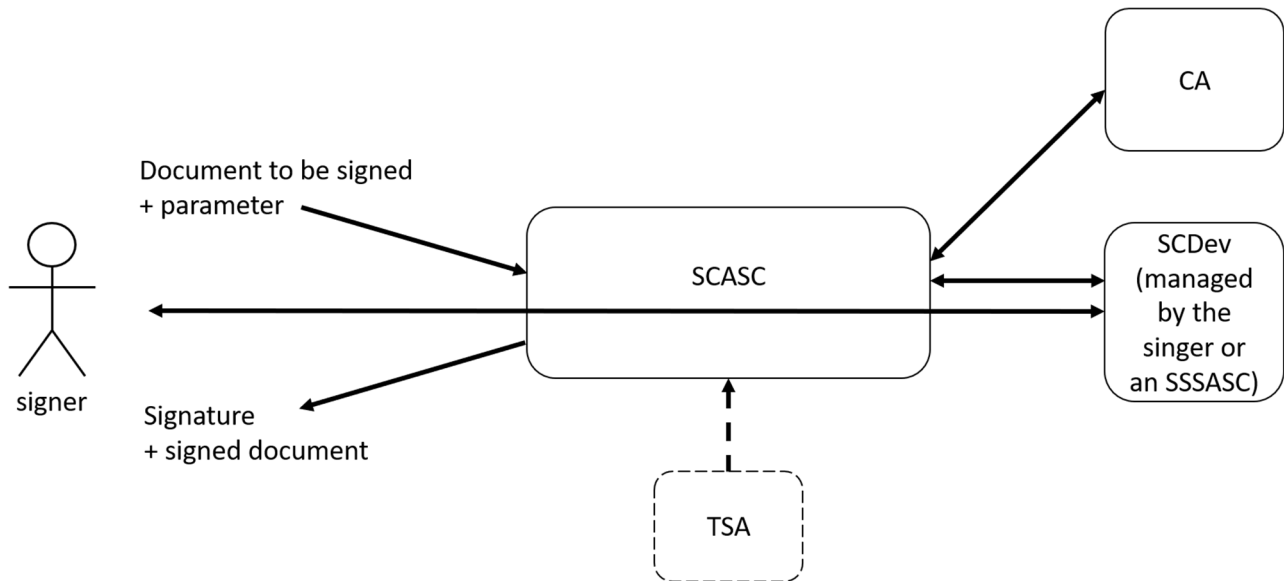 CA
Document to be signed
+ parameter
SCASC
SCDev
(managed
by the
singer or
an SSSASC)
signer
Signature
+ signed document
TSA